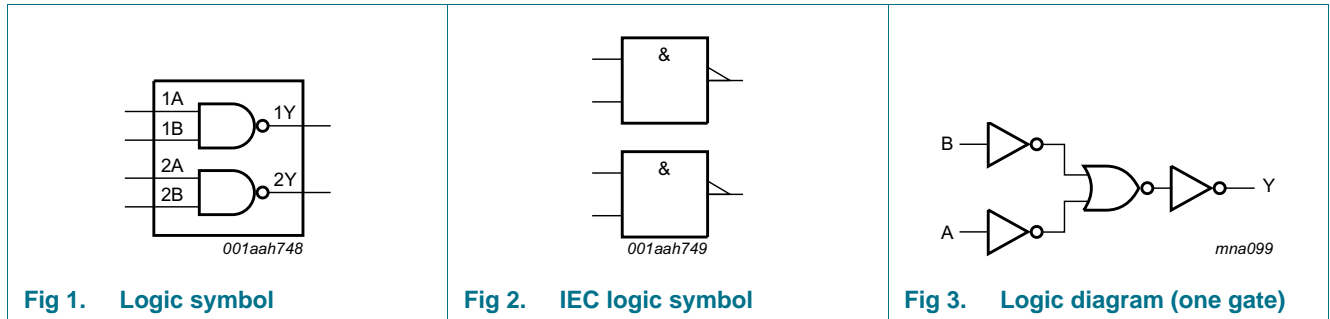 1A
1Y
1B
2A
2Y
2B
001aah748
Fig 1. Logic symbol
&
&
001aah749
Fig 2. IEC logic symbol
B
Y
A
mna099
Fig 3. Logic diagram (one gate)